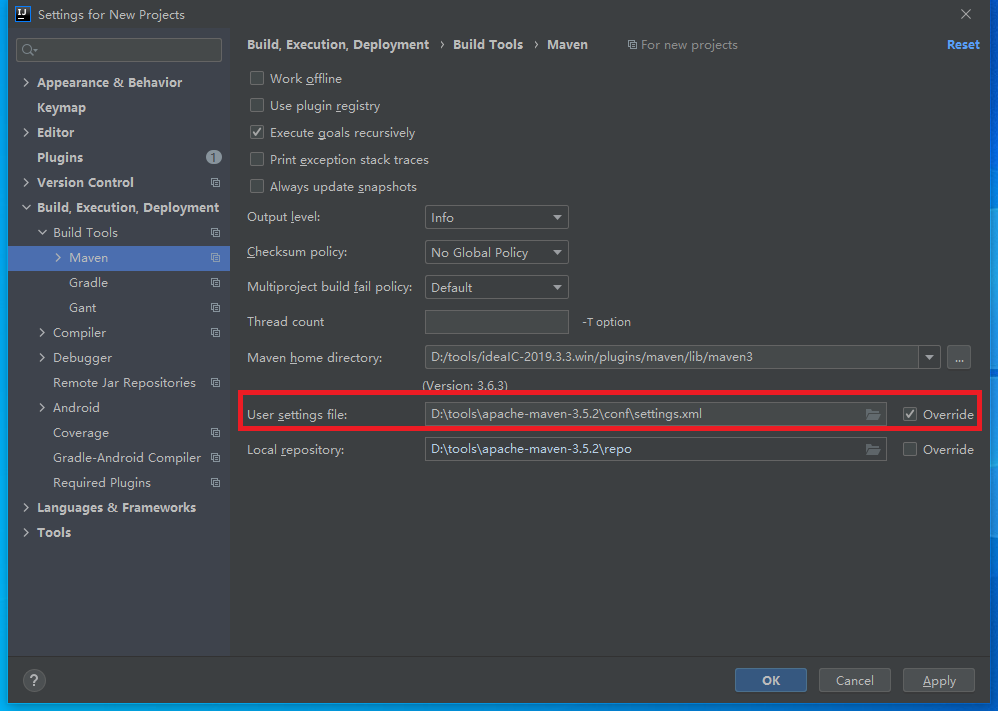 Settings for New Projects
Appearance & Behavior
Keymap
Editor
Plugins 1
Version Control
Build, Execution, Deployment
Build Tools
Maven
Gradle
Gant
Compiler
Debugger
Remote Jar Repositories
Android
Coverage
Gradle-Android Compiler
Required Plugins
Languages & Frameworks
Tools
Build, Execution, Deployment › Build Tools › Maven For new projects Reset
Work offline
Use plugin registry
Execute goals recursively
Print exception stack traces
Always update snapshots
Output level: Info
Checksum policy: No Global Policy
Multiproject build fail policy: Default
Thread count -T option
Maven home directory: D:/tools/ideaIC-2019.3.3.win/plugins/maven/lib/maven3 ...
(Version: 3.6.3)
User settings file: D:\tools\apache-maven-3.5.2\conf\settings.xml Override
Local repository: D:\tools\apache-maven-3.5.2\repo Override
? OK Cancel Apply